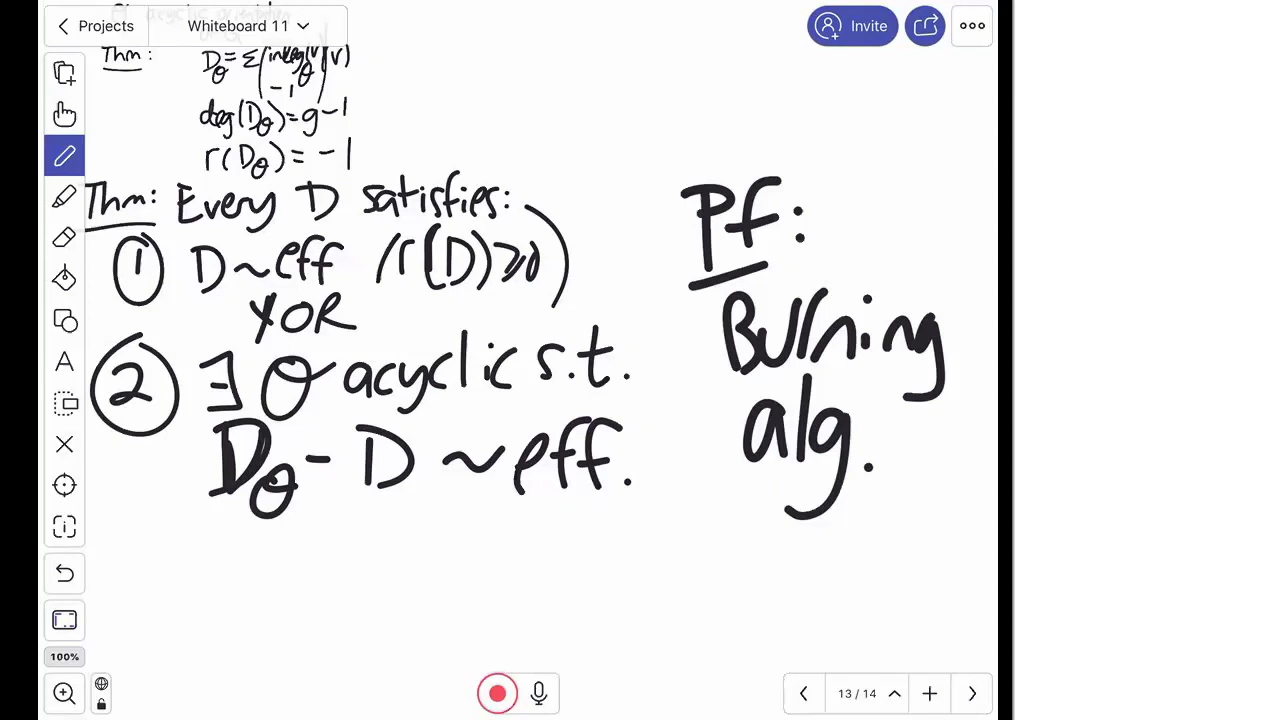 Projects
Whiteboard 11
Invite
Thm:
D_θ = Σ (indeg_θ(v) -1)(v)
deg(D_θ) = g-1
r(D_θ) = -1
Thm: Every D satisfies:
① D ~ eff (r(D) ⩾ 0)
XOR
② ∃ θ acyclic s.t.
D_θ - D ~ eff.
Pf:
Burning
alg.
100%
13 / 14